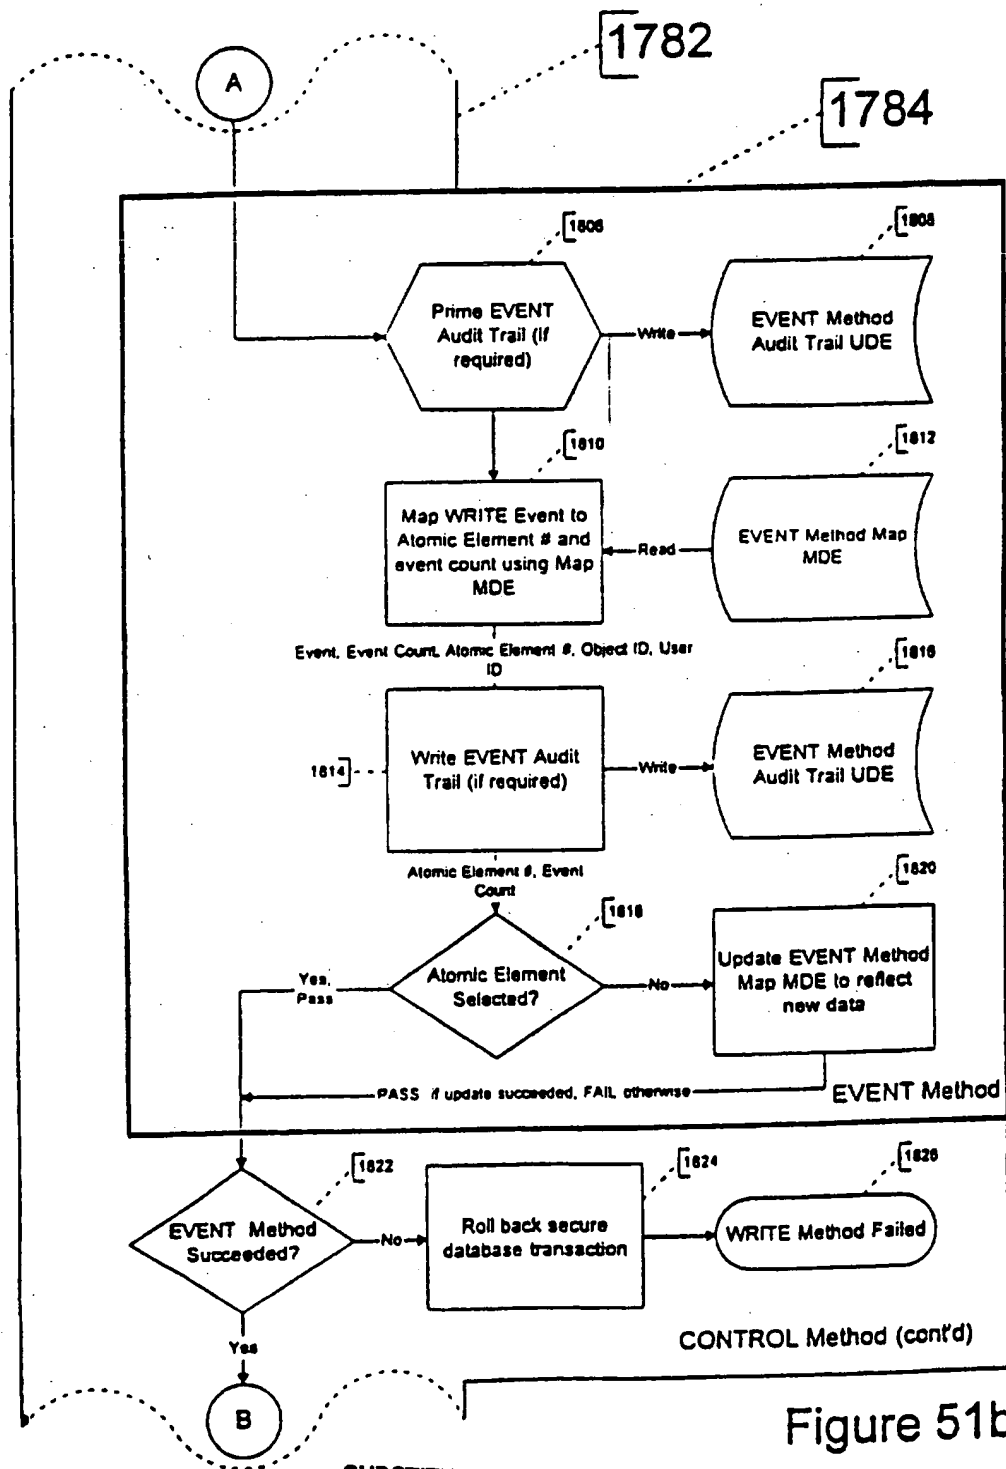 1782
A
1784
1806
1808
Prime EVENT
Audit Trail (if
required)
Write
EVENT Method
Audit Trail UDE
1810
1812
Map WRITE Event to
Atomic Element # and
event count using Map
MDE
Read
EVENT Method Map
MDE
Event, Event Count, Atomic Element #, Object ID, User
ID
1816
1814
Write EVENT Audit
Trail (if required)
Write
EVENT Method
Audit Trail UDE
Atomic Element #, Event
Count
1818
1820
Yes,
Pass
Atomic Element
Selected?
No
Update EVENT Method
Map MDE to reflect
new data
PASS if update succeeded, FAIL otherwise
EVENT Method
1822
1824
1826
EVENT Method
Succeeded?
No
Roll back secure
database transaction
WRITE Method Failed
Yes
CONTROL Method (cont'd)
B
Figure 51b